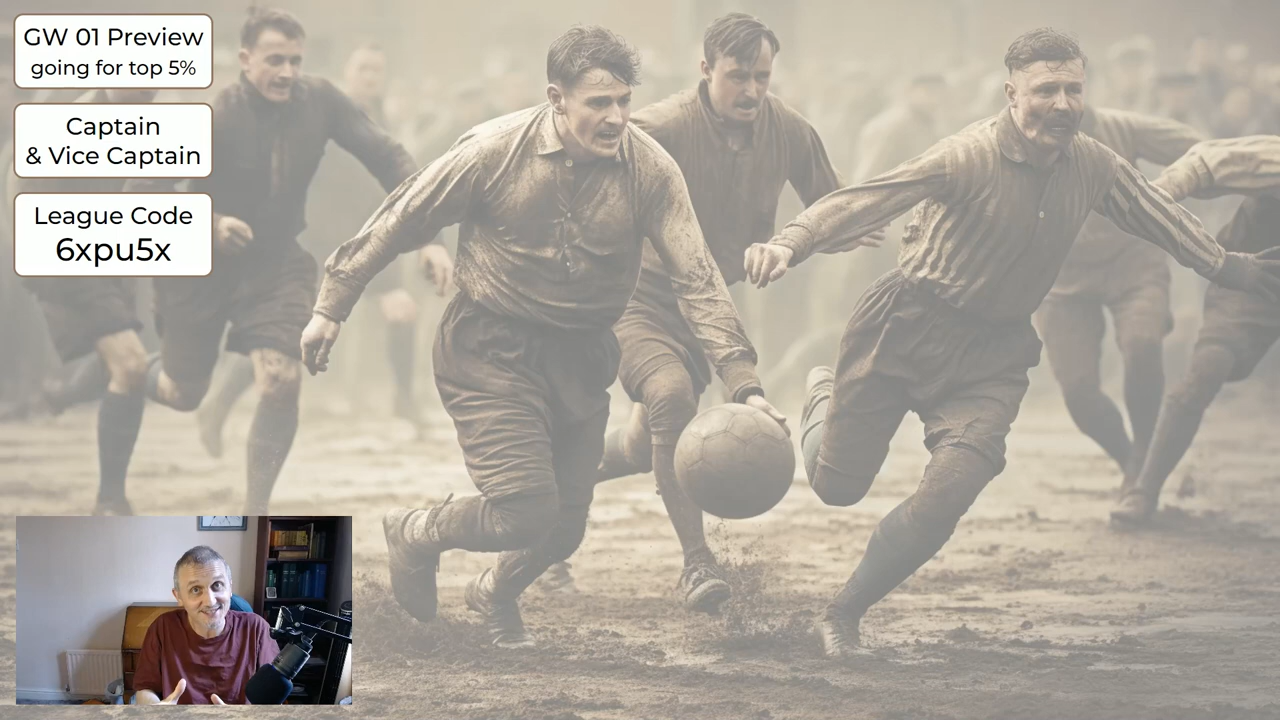 GW 01 Preview
going for top 5%
Captain
& Vice Captain
League Code
6xpu5x